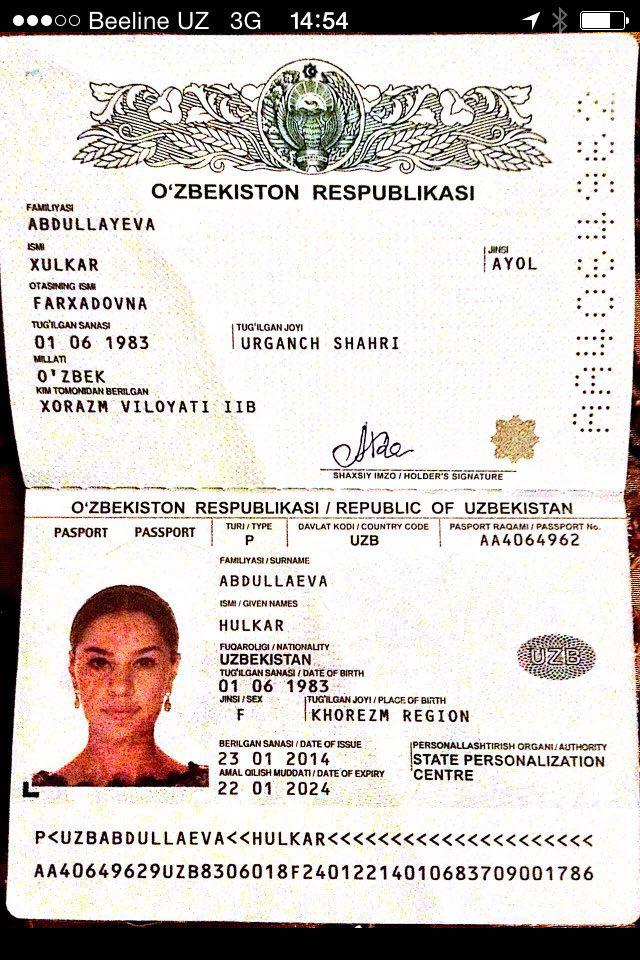 Beeline UZ 3G 14:54
O'ZBEKISTON RESPUBLIKASI
FAMILIYASI
ABDULLAYEVA
ISMI
XULKAR
JINSI
AYOL
OTASINING ISMI
FARXADOVNA
TUG'ILGAN SANASI
01 06 1983
TUG'ILGAN JOYI
URGANCH SHAHRI
MILLATI
O'ZBEK
KIM TOMONIDAN BERILGAN
XORAZM VILOYATI IIB
SHAXSIY IMZO / HOLDER'S SIGNATURE
O'ZBEKISTON RESPUBLIKASI / REPUBLIC OF UZBEKISTAN
PASPORT PASSPORT
TURI / TYPE
P
DAVLAT KODI / COUNTRY CODE
UZB
PASPORT RAQAMI / PASSPORT No.
AA4064962
FAMILIYASI / SURNAME
ABDULLAEVA
ISMI / GIVEN NAMES
HULKAR
FUQAROLIGI / NATIONALITY
UZBEKISTAN
UZB
TUG'ILGAN SANASI / DATE OF BIRTH
01 06 1983
JINSI / SEX
F
TUG'ILGAN JOYI / PLACE OF BIRTH
KHOREZM REGION
BERILGAN SANASI / DATE OF ISSUE
23 01 2014
PERSONALLASHTIRISH ORGANI / AUTHORITY
STATE PERSONALIZATION
CENTRE
AMAL QILISH MUDDATI / DATE OF EXPIRY
22 01 2024
P<UZBABDULLAEVA<<HULKAR<<<<<<<<<<<<<<<<<<<<<
AA40649629UZB8306018F24012214010683709001786